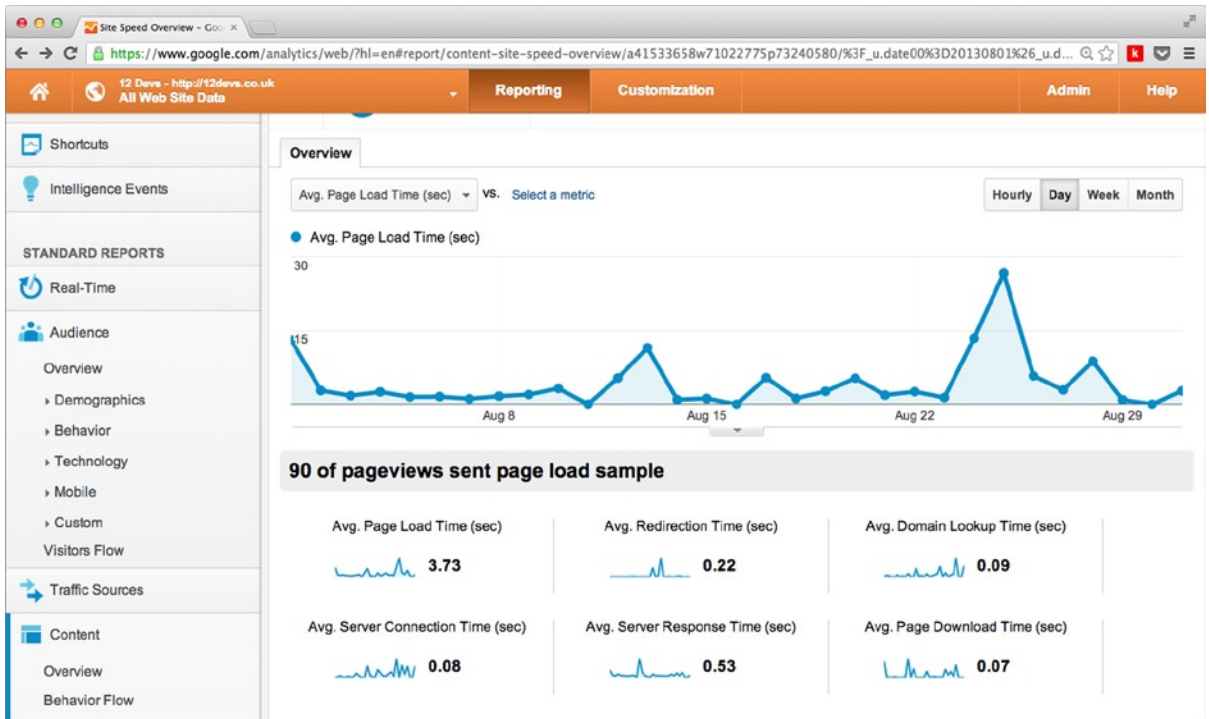 Site Speed Overview – Goo
https://www.google.com/analytics/web/?hl=en#report/content-site-speed-overview/a41533658w71022775p73240580/%3F_u.date00%3D20130801%26_u.d...
k
12 Devs - http://12devs.co.uk
All Web Site Data
Reporting
Customization
Admin
Help
Shortcuts
Intelligence Events
STANDARD REPORTS
Real-Time
Audience
Overview
Demographics
Behavior
Technology
Mobile
Custom
Visitors Flow
Traffic Sources
Content
Overview
Behavior Flow
Overview
Avg. Page Load Time (sec) VS. Select a metric
Hourly Day Week Month
Avg. Page Load Time (sec)
30
15
Aug 8 Aug 15 Aug 22 Aug 29
90 of pageviews sent page load sample
Avg. Page Load Time (sec)
3.73
Avg. Redirection Time (sec)
0.22
Avg. Domain Lookup Time (sec)
0.09
Avg. Server Connection Time (sec)
0.08
Avg. Server Response Time (sec)
0.53
Avg. Page Download Time (sec)
0.07